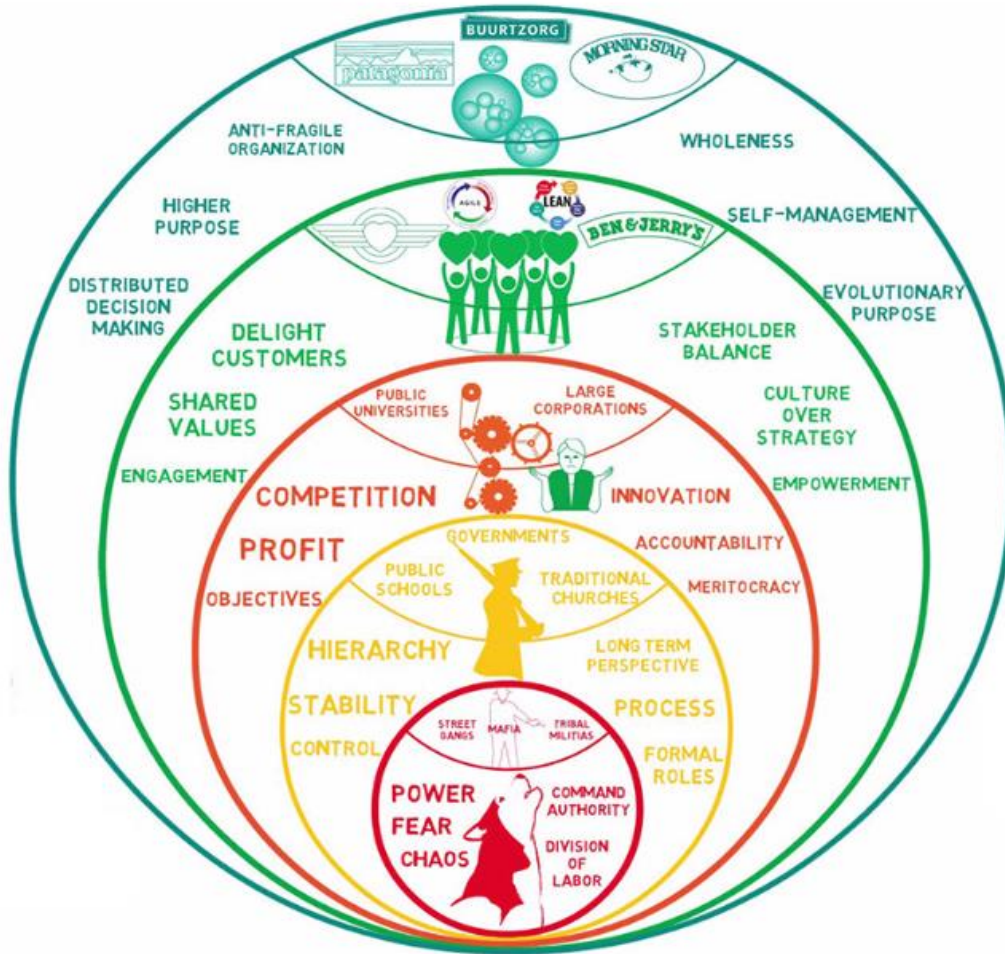 BUURTZORG
patagonia
MORNING STAR
ANTI-FRAGILE
ORGANIZATION
WHOLENESS
HIGHER
PURPOSE
SELF-MANAGEMENT
DISTRIBUTED
DECISION
MAKING
EVOLUTIONARY
PURPOSE
AGILE
LEAN
BEN & JERRY'S
DELIGHT
CUSTOMERS
STAKEHOLDER
BALANCE
SHARED
VALUES
CULTURE
OVER
STRATEGY
ENGAGEMENT
EMPOWERMENT
PUBLIC
UNIVERSITIES
LARGE
CORPORATIONS
COMPETITION
INNOVATION
PROFIT
ACCOUNTABILITY
OBJECTIVES
MERITOCRACY
GOVERNMENTS
PUBLIC
SCHOOLS
TRADITIONAL
CHURCHES
HIERARCHY
LONG TERM
PERSPECTIVE
STABILITY
PROCESS
CONTROL
FORMAL
ROLES
STREET
GANGS
MAFIA
TRIBAL
MILITIAS
POWER
FEAR
CHAOS
COMMAND
AUTHORITY
DIVISION
OF
LABOR